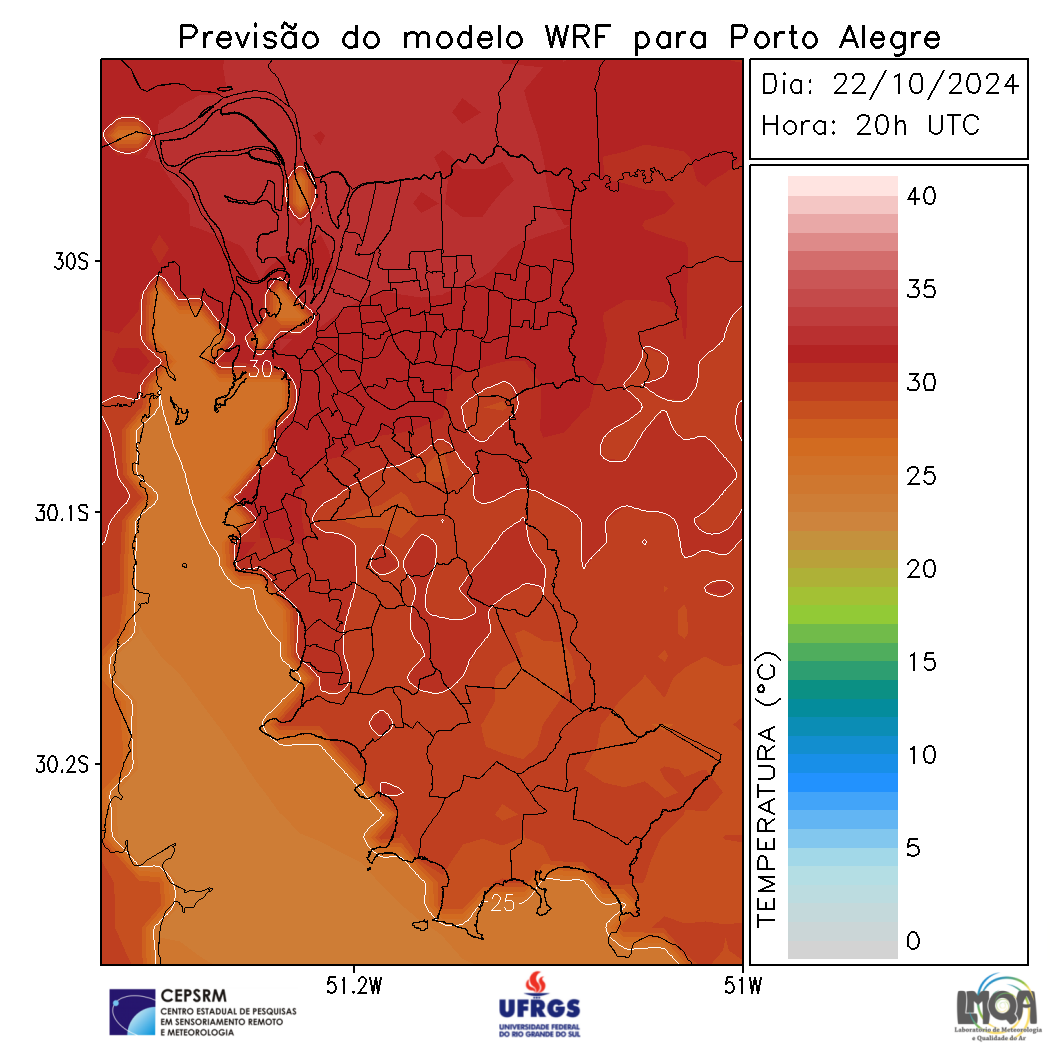 Previsão do modelo WRF para Porto Alegre
Dia: 22/10/2024
Hora: 20h UTC
40
35
30
25
20
15
10
5
0
TEMPERATURA (°C)
30S
30.1S
30.2S
51.2W
51W
30
25
CEPSRM
CENTRO ESTADUAL DE PESQUISAS
EM SENSORIAMENTO REMOTO
E METEOROLOGIA
UFRGS
UNIVERSIDADE FEDERAL
DO RIO GRANDE DO SUL
LMQA
Laboratório de Meteorologia
e Qualidade do Ar